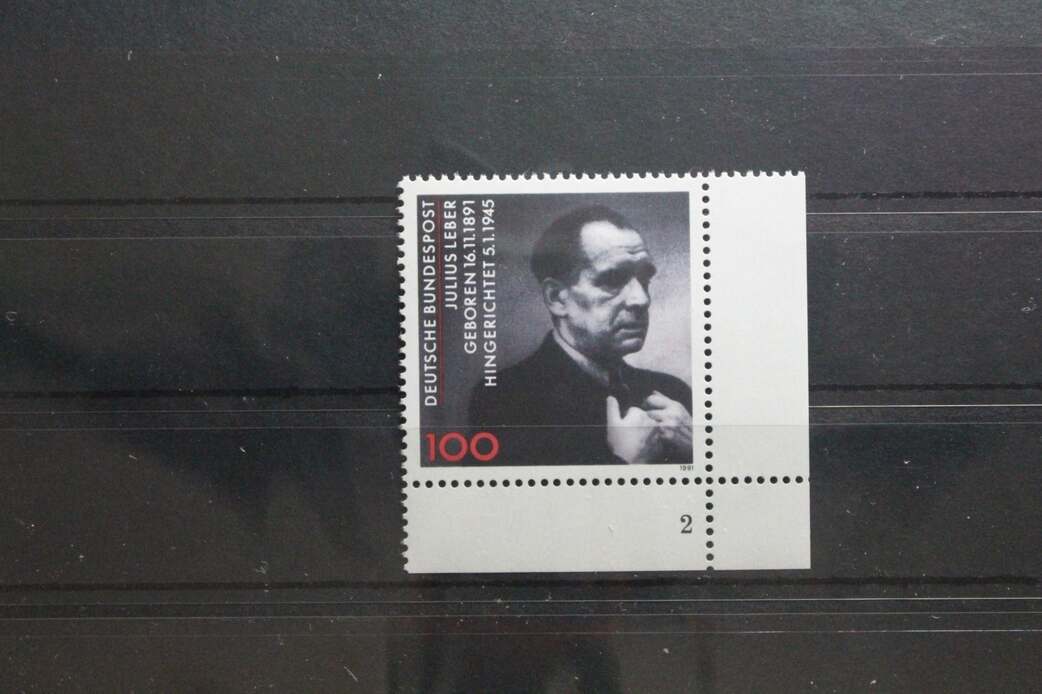 DEUTSCHE BUNDESPOST
JULIUS LEBER
GEBOREN 16.11.1891
HINGERICHTET 5.1.1945
100
1991
2